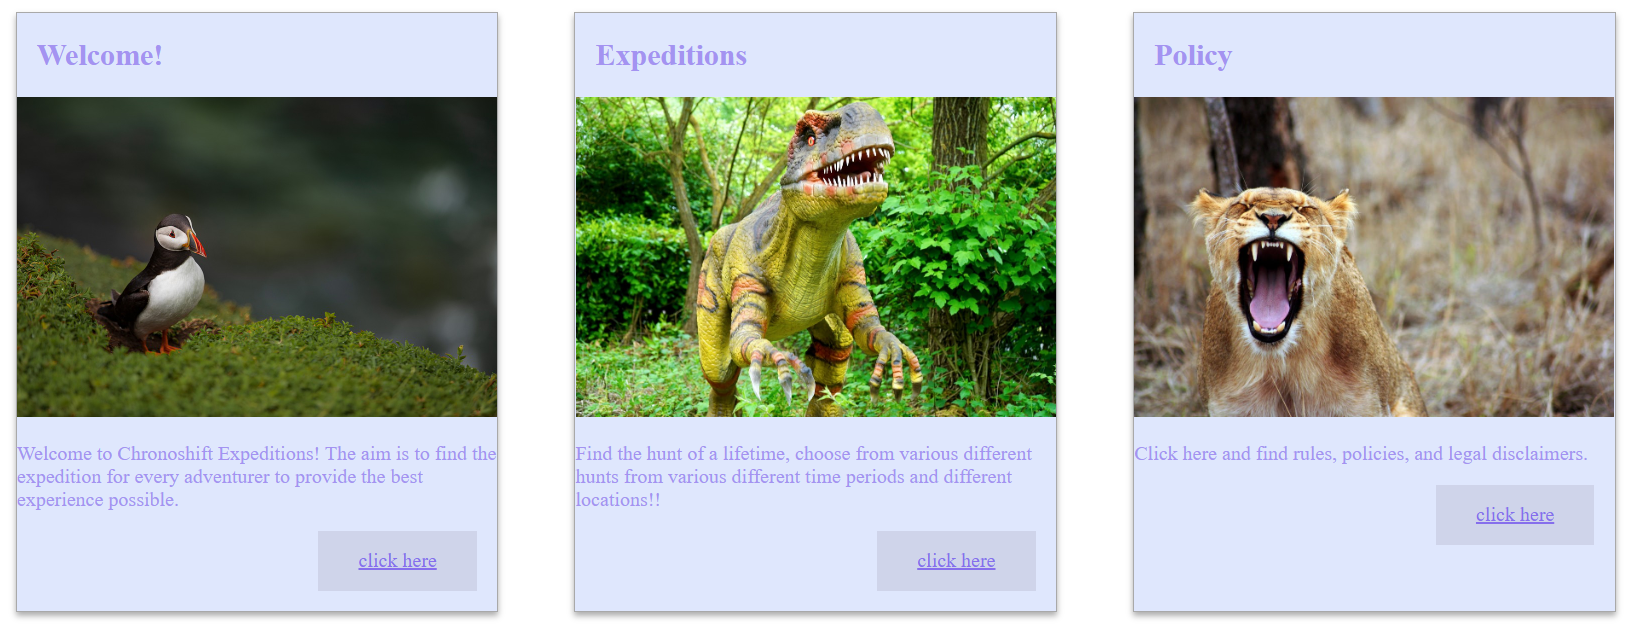 Welcome!
Welcome to Chronoshift Expeditions! The aim is to find the
expedition for every adventurer to provide the best
experience possible.
click here
Expeditions
Find the hunt of a lifetime, choose from various different
hunts from various different time periods and different
locations!!
click here
Policy
Click here and find rules, policies, and legal disclaimers.
click here